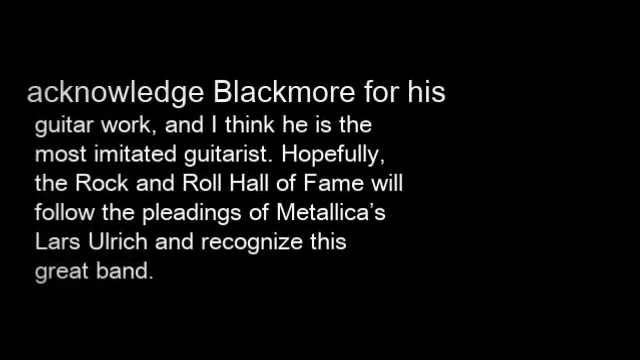 acknowledge Blackmore for his
guitar work, and I think he is the
most imitated guitarist. Hopefully,
the Rock and Roll Hall of Fame will
follow the pleadings of Metallica’s
Lars Ulrich and recognize this
great band.